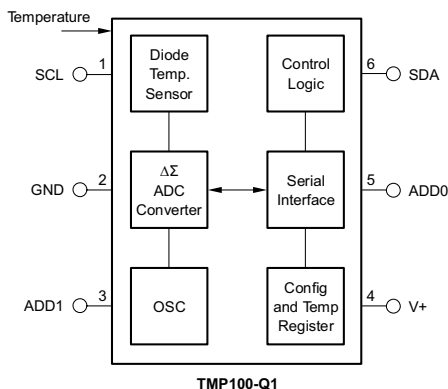 Temperature
SCL
1
Diode
Temp.
Sensor
Control
Logic
6
SDA
GND
2
ΔΣ
ADC
Converter
Serial
Interface
5
ADD0
ADD1
3
OSC
Config
and Temp
Register
4
V+
TMP100-Q1